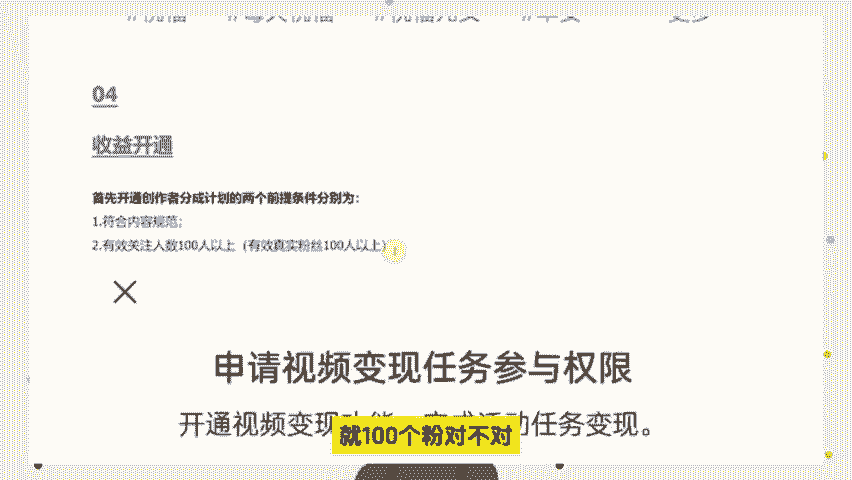 04
收益开通
首先开通创作者分成计划的两个前提条件分别为：
1.符合内容规范；
2.有效关注人数100人以上（有效真实粉丝100人以上）
申请视频变现任务参与权限
开通视频变现 动任务变现。
就100个粉对不对